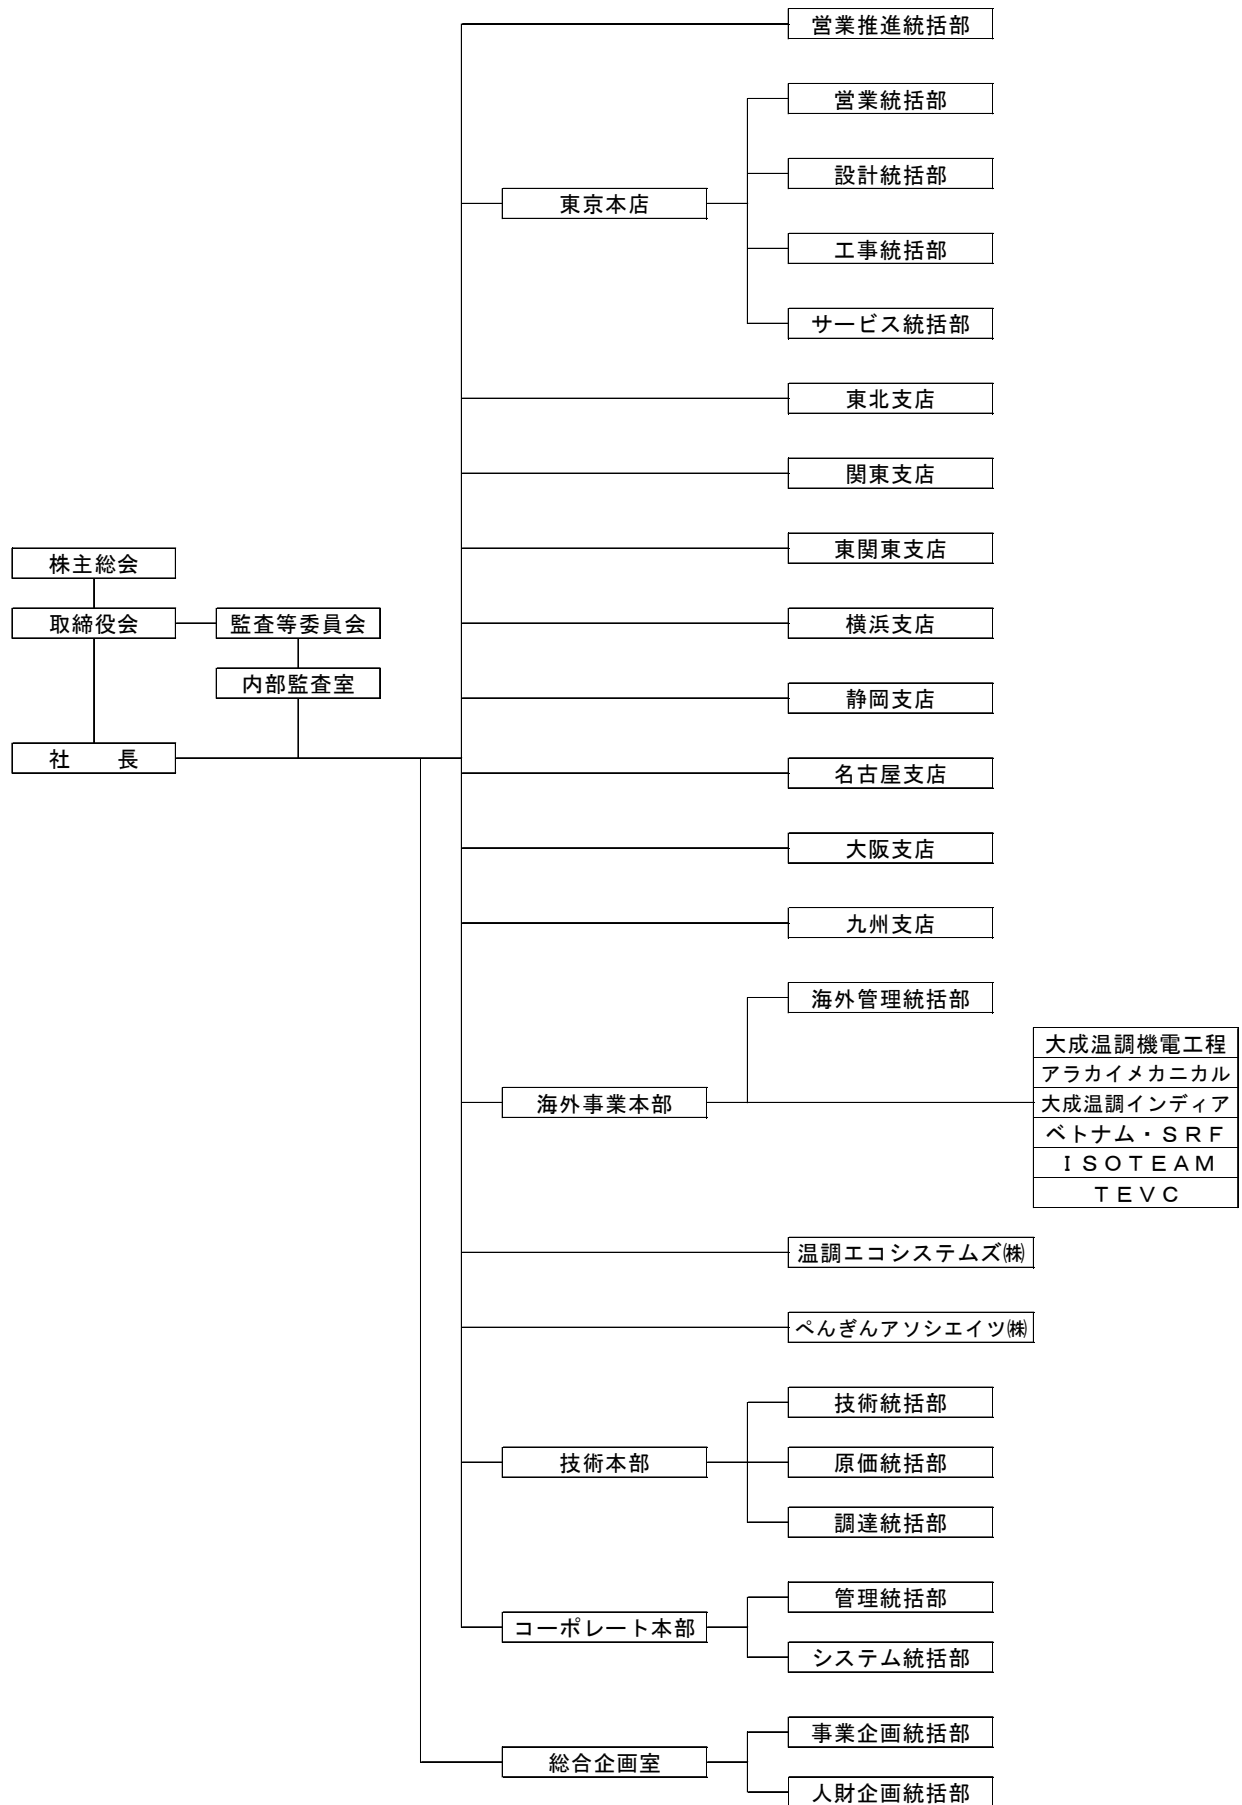 営業推進統括部
営業統括部
設計統括部
東京本店
工事統括部
サービス統括部
東北支店
関東支店
東関東支店
株主総会
取締役会
監査等委員会
横浜支店
内部監査室
静岡支店
社　　長
名古屋支店
大阪支店
九州支店
海外管理統括部
海外事業本部
大成温調機電工程
アラカイメカニカル
大成温調インディア
ベトナム・ＳＲＦ
ＩＳＯＴＥＡＭ
ＴＥＶＣ
温調エコシステムズ㈱
ぺんぎんアソシエイツ㈱
技術統括部
技術本部
原価統括部
調達統括部
管理統括部
コーポレート本部
システム統括部
事業企画統括部
総合企画室
人財企画統括部